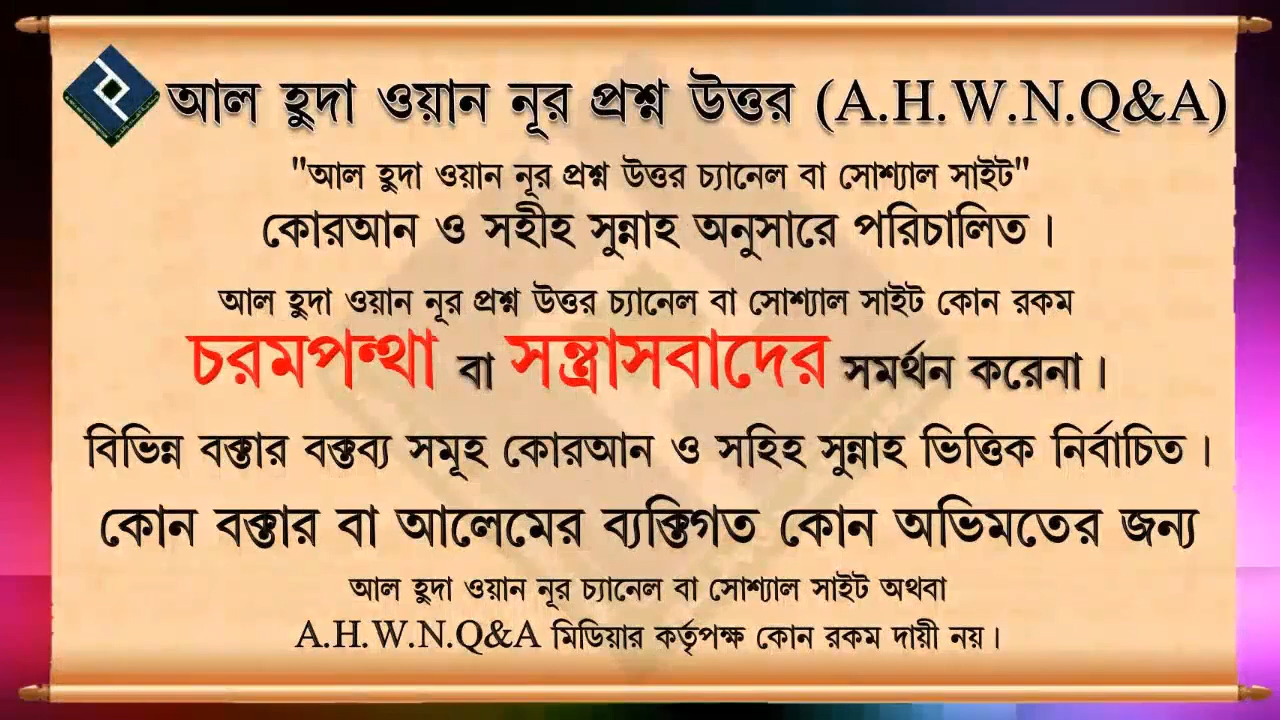 আল হুদা ওয়ান নূর প্রশ্ন উত্তর (A.H.W.N.Q&A)
"আল হুদা ওয়ান নূর প্রশ্ন উত্তর চ্যানেল বা সোশ্যাল সাইট"
কোরআন ও সহীহ সুন্নাহ অনুসারে পরিচালিত ।
আল হুদা ওয়ান নূর প্রশ্ন উত্তর চ্যানেল বা সোশ্যাল সাইট কোন রকম
চরমপন্থা বা সন্ত্রাসবাদের সমর্থন করেনা ।
বিভিন্ন বক্তার বক্তব্য সমূহ কোরআন ও সহিহ সুন্নাহ ভিত্তিক নির্বাচিত ।
কোন বক্তার বা আলেমের ব্যক্তিগত কোন অভিমতের জন্য
আল হুদা ওয়ান নূর চ্যানেল বা সোশ্যাল সাইট অথবা
A.H.W.N.Q&A মিডিয়ার কর্তৃপক্ষ কোন রকম দায়ী নয় ।